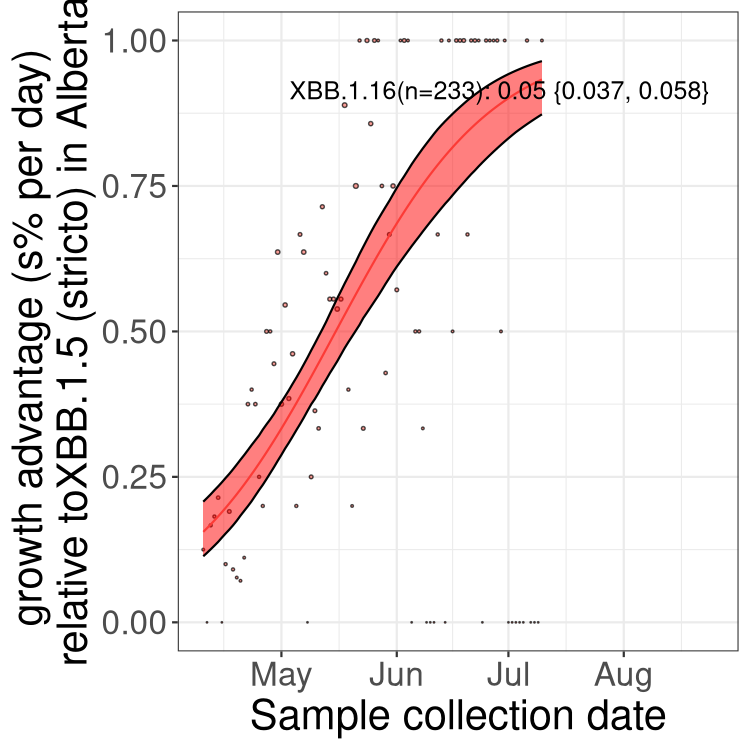 growth advantage (s% per day)
relative toXBB.1.5 (stricto) in Alberta
1.00
0.75
0.50
0.25
0.00
XBB.1.16(n=233): 0.05 {0.037, 0.058}
May Jun Jul Aug
Sample collection date